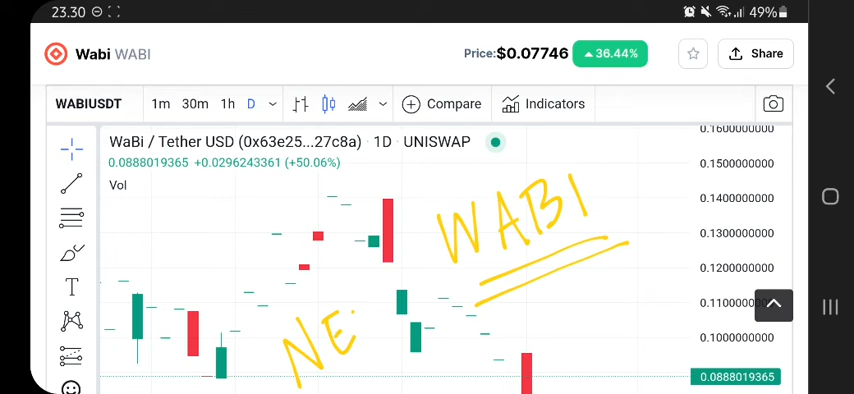 23.30 49%
Wabi WABI Price: $0.07746 36.44% Share
WABIUSDT 1m 30m 1h D Compare Indicators
WaBi / Tether USD (0x63e25...27c8a) · 1D · UNISWAP
0.0888019365 +0.0296243361 (+50.06%)
Vol
T
WABI
NE
0.1600000000
0.1500000000
0.1400000000
0.1300000000
0.1200000000
0.1100000000
0.1000000000
0.0888019365